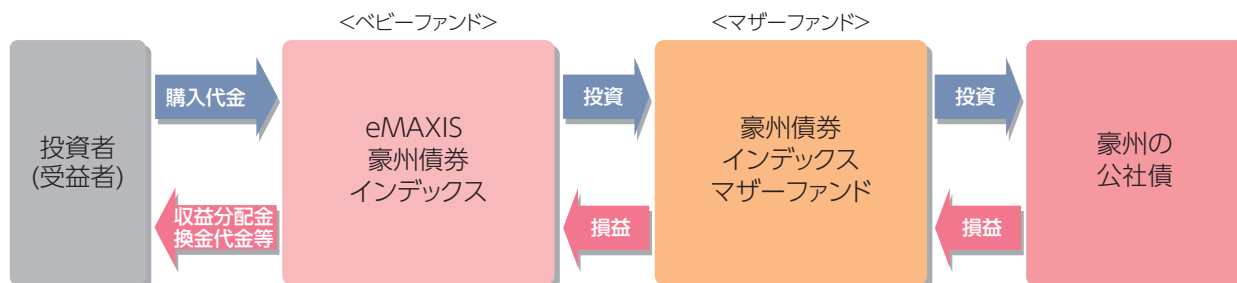 <ベビーファンド>
<マザーファンド>
投資者
(受益者)
購入代金
収益分配金
換金代金等
eMAXIS
豪州債券
インデックス
投資
損益
豪州債券
インデックス
マザーファンド
投資
損益
豪州の
公社債